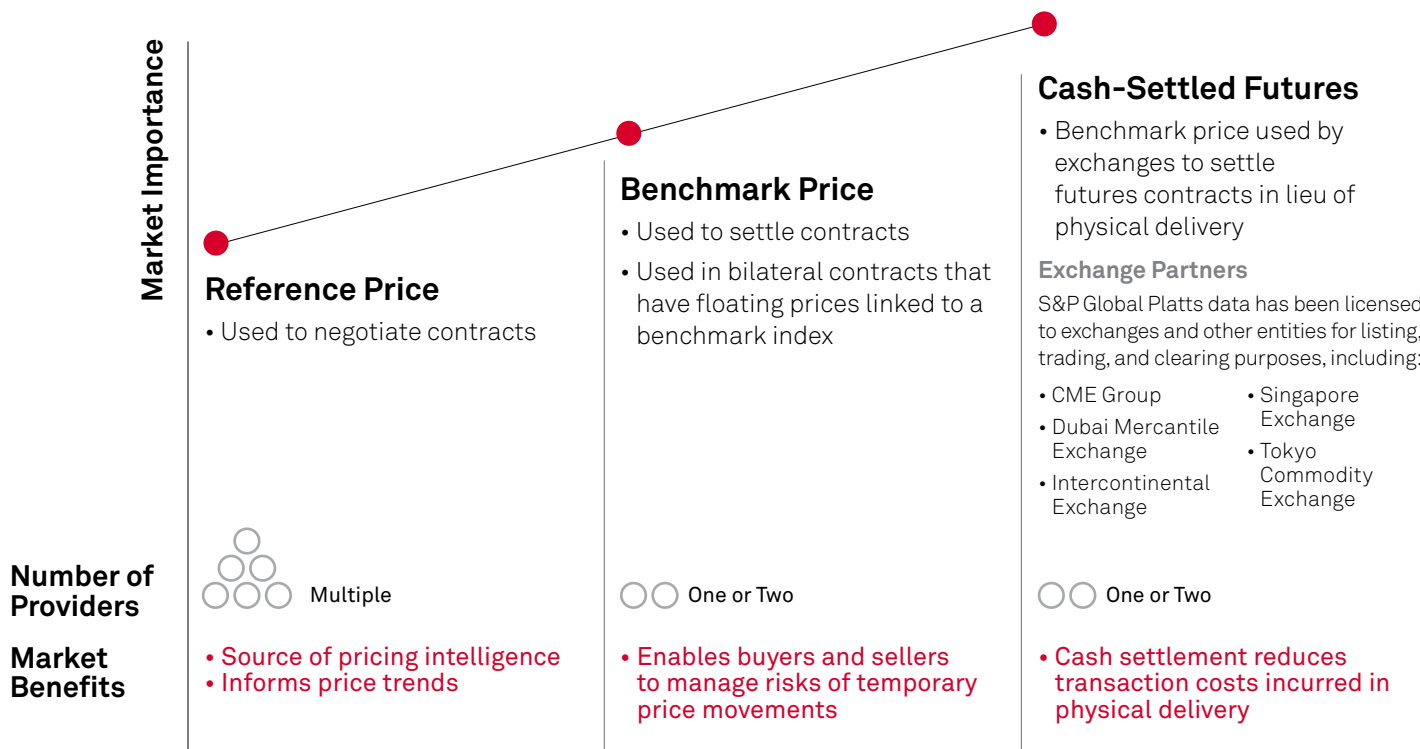 Market Importance
Reference Price
• Used to negotiate contracts
Benchmark Price
• Used to settle contracts
• Used in bilateral contracts that
have floating prices linked to a
benchmark index
Cash-Settled Futures
• Benchmark price used by
exchanges to settle
futures contracts in lieu of
physical delivery
Exchange Partners
S&P Global Platts data has been licensed
to exchanges and other entities for listing,
trading, and clearing purposes, including:
• CME Group
• Dubai Mercantile
Exchange
• Intercontinental
Exchange
• Singapore
Exchange
• Tokyo
Commodity
Exchange
Number of
Providers
Multiple
One or Two
One or Two
Market
Benefits
• Source of pricing intelligence
• Informs price trends
• Enables buyers and sellers
to manage risks of temporary
price movements
• Cash settlement reduces
transaction costs incurred in
physical delivery